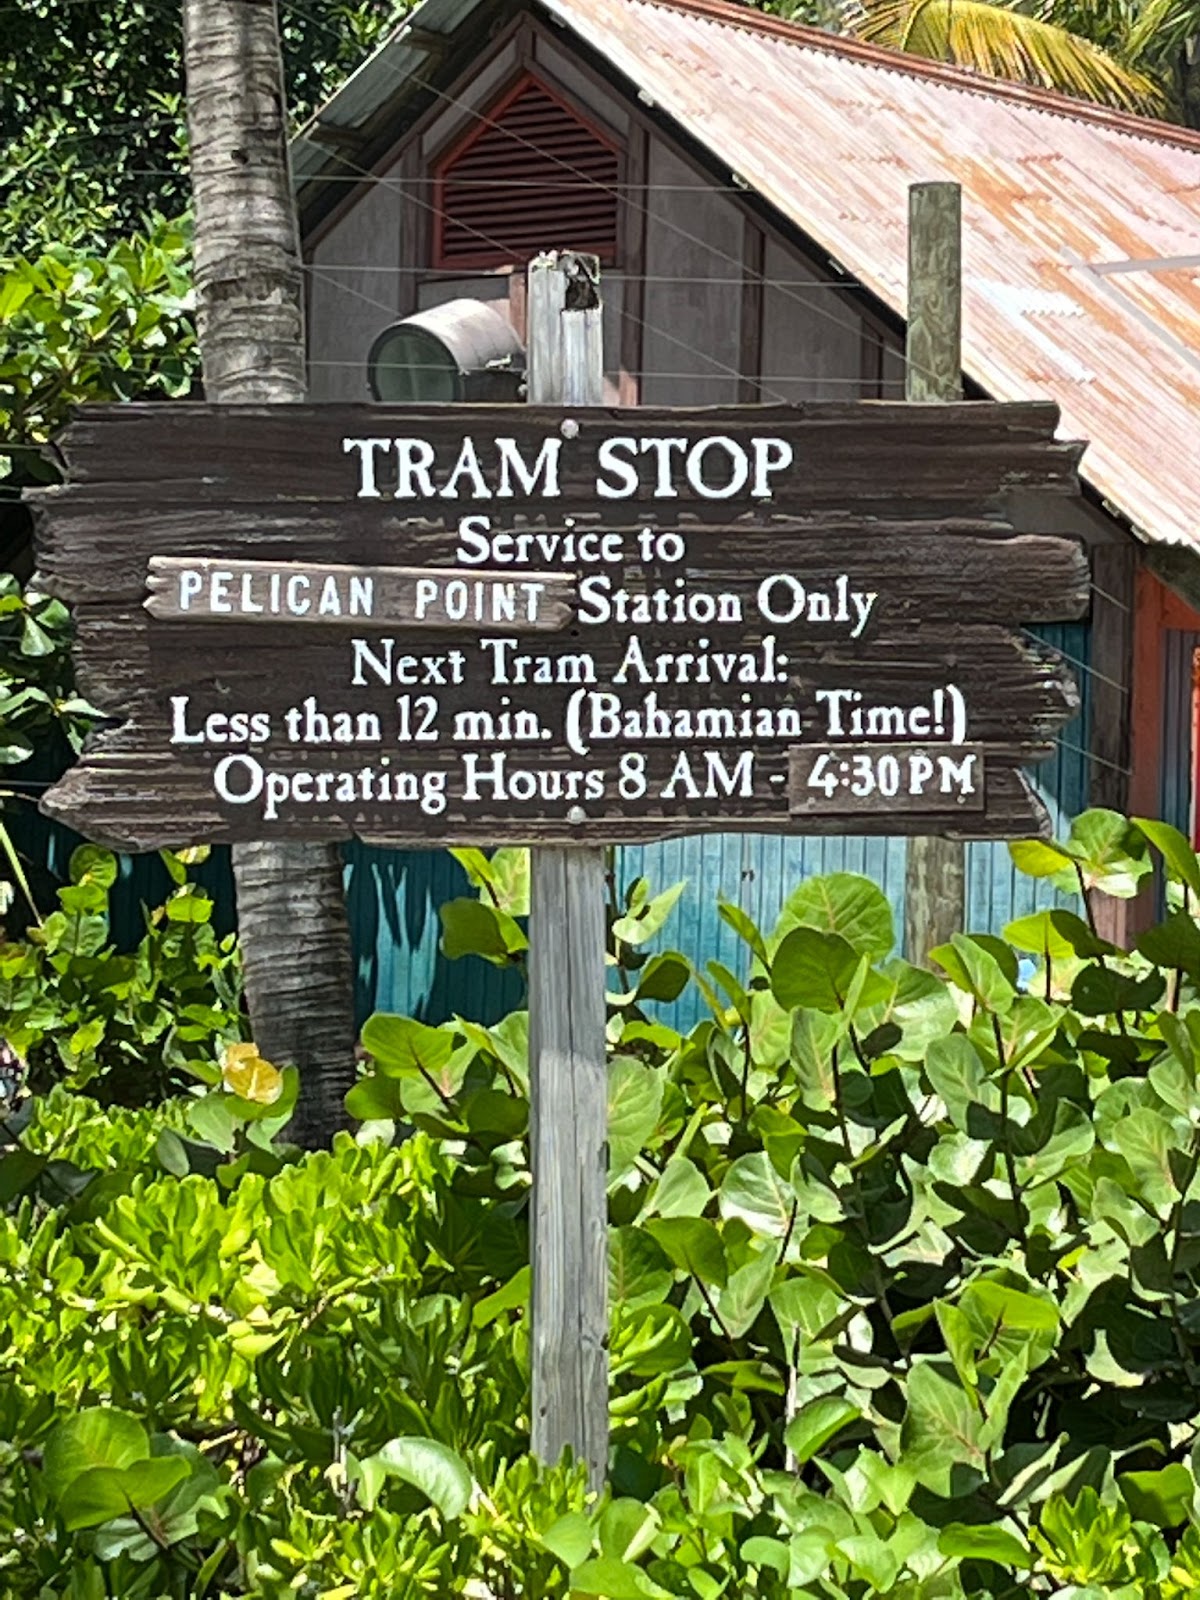 TRAM STOP
Service to
PELICAN POINT Station Only
Next Tram Arrival:
Less than 12 min. (Bahamian Time!)
Operating Hours 8 AM - 4:30 PM